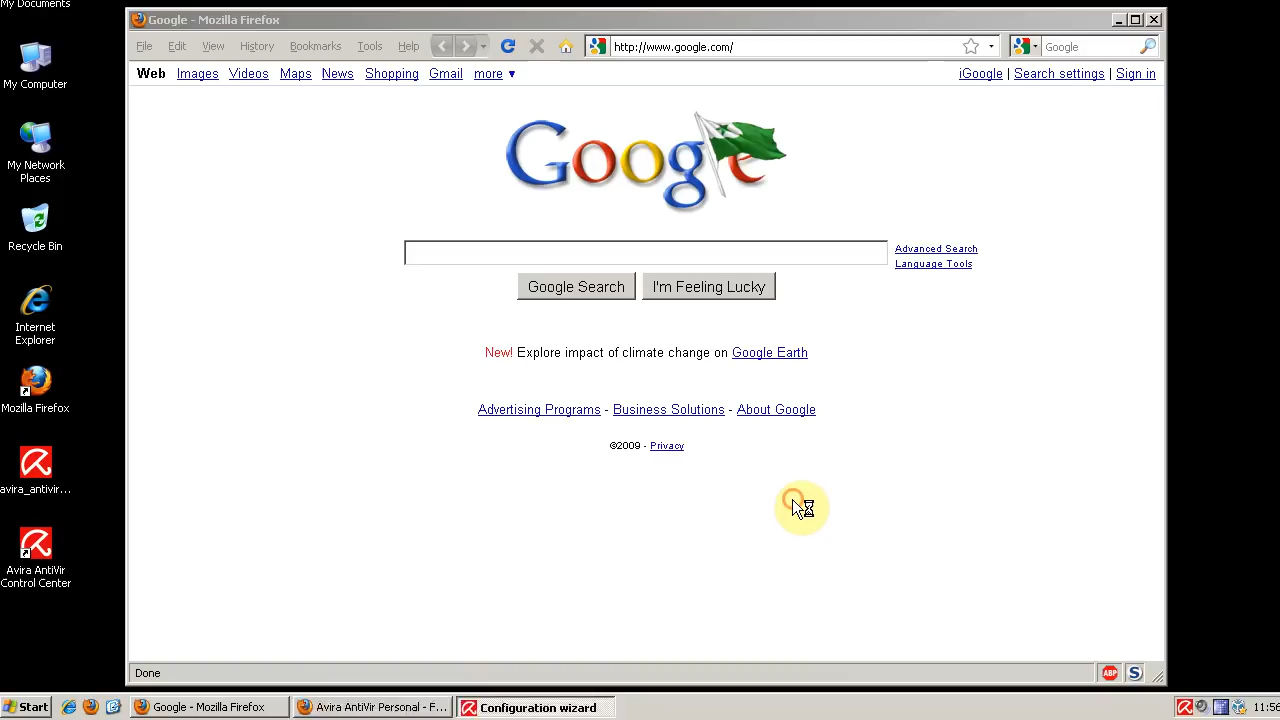 My Documents
My Computer
My Network
Places
Recycle Bin
Internet
Explorer
Mozilla Firefox
avira_antivir...
Avira AntiVir
Control Center
Google - Mozilla Firefox
File Edit View History Bookmarks Tools Help
http://www.google.com/
Google
Web Images Videos Maps News Shopping Gmail more ▼
iGoogle | Search settings | Sign in
Google
Advanced Search
Language Tools
Google Search
I'm Feeling Lucky
New! Explore impact of climate change on Google Earth
Advertising Programs - Business Solutions - About Google
©2009 - Privacy
Done
ABP
S
Start
Google - Mozilla Firefox
Avira AntiVir Personal - F...
Configuration wizard